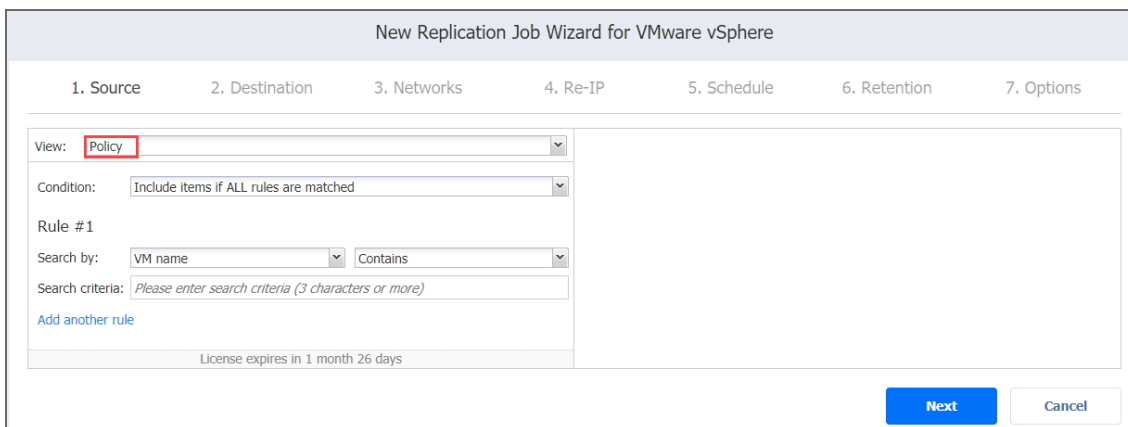 New Replication Job Wizard for VMware vSphere
1. Source 2. Destination 3. Networks 4. Re-IP 5. Schedule 6. Retention 7. Options
View: Policy
Condition: Include items if ALL rules are matched
Rule #1
Search by: VM name Contains
Search criteria: Please enter search criteria (3 characters or more)
Add another rule
License expires in 1 month 26 days
Next Cancel